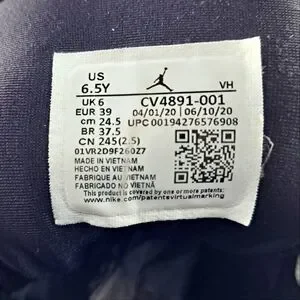 US
6.5Y
VH
UK 6
CV4891-001
EUR 39
04/01/20 | 06/10/20
cm 24.5
UPC 00194276576908
BR 37.5
CN 245(2.5)
01VR2D9F260Z7
MADE IN VIETNAM
HECHO EN VIETNAM
FABRIQUE AU VIETNAM
FABRICADO NO VIETNÃ
This product is covered by one or more patents:
www.nike.com/patentsvirtualmarking